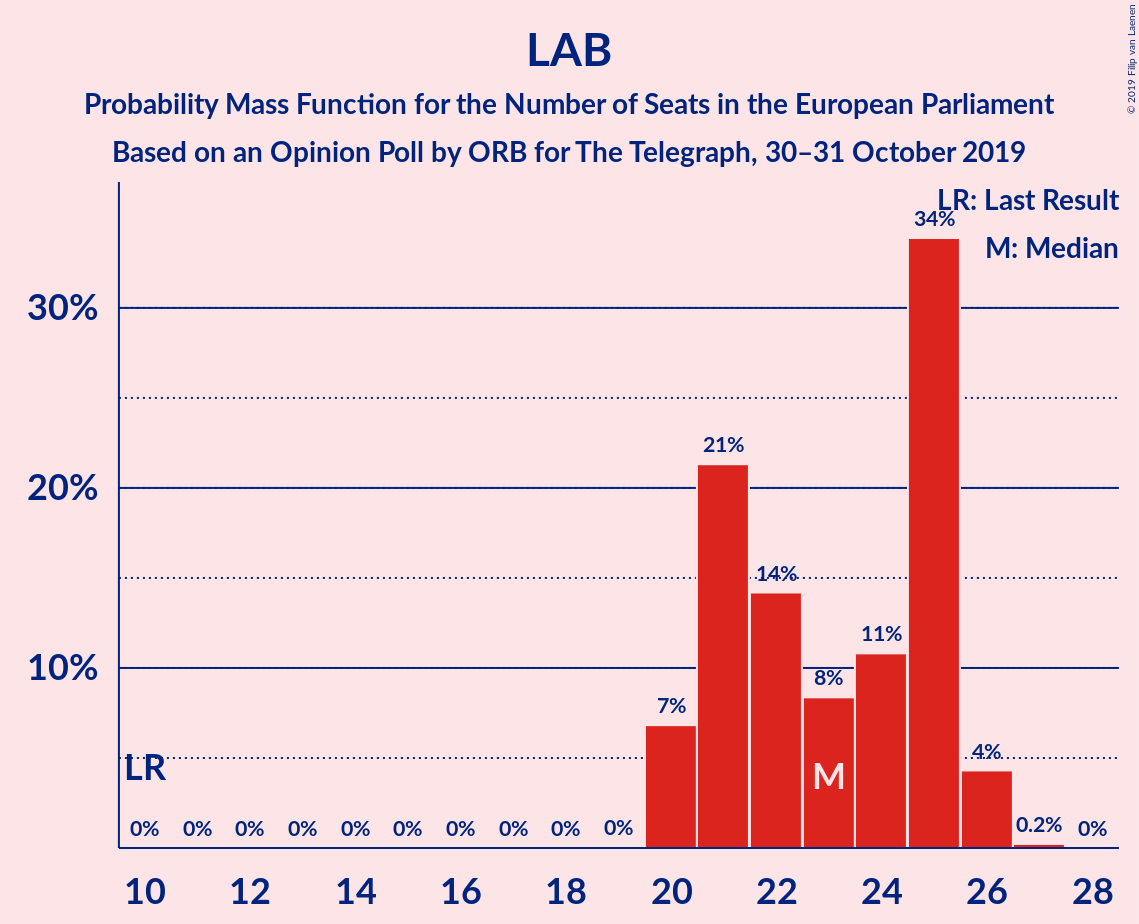 LAB
Probability Mass Function for the Number of Seats in the European Parliament
Based on an Opinion Poll by ORB for The Telegraph, 30–31 October 2019
© 2019 Filip van Laenen
LR: Last Result
M: Median
34%
30%
21%
20%
14%
11%
10%
8%
7%
LR
M
4%
0% 0% 0% 0% 0% 0% 0% 0% 0% 0% 0.2% 0%
10 12 14 16 18 20 22 24 26 28